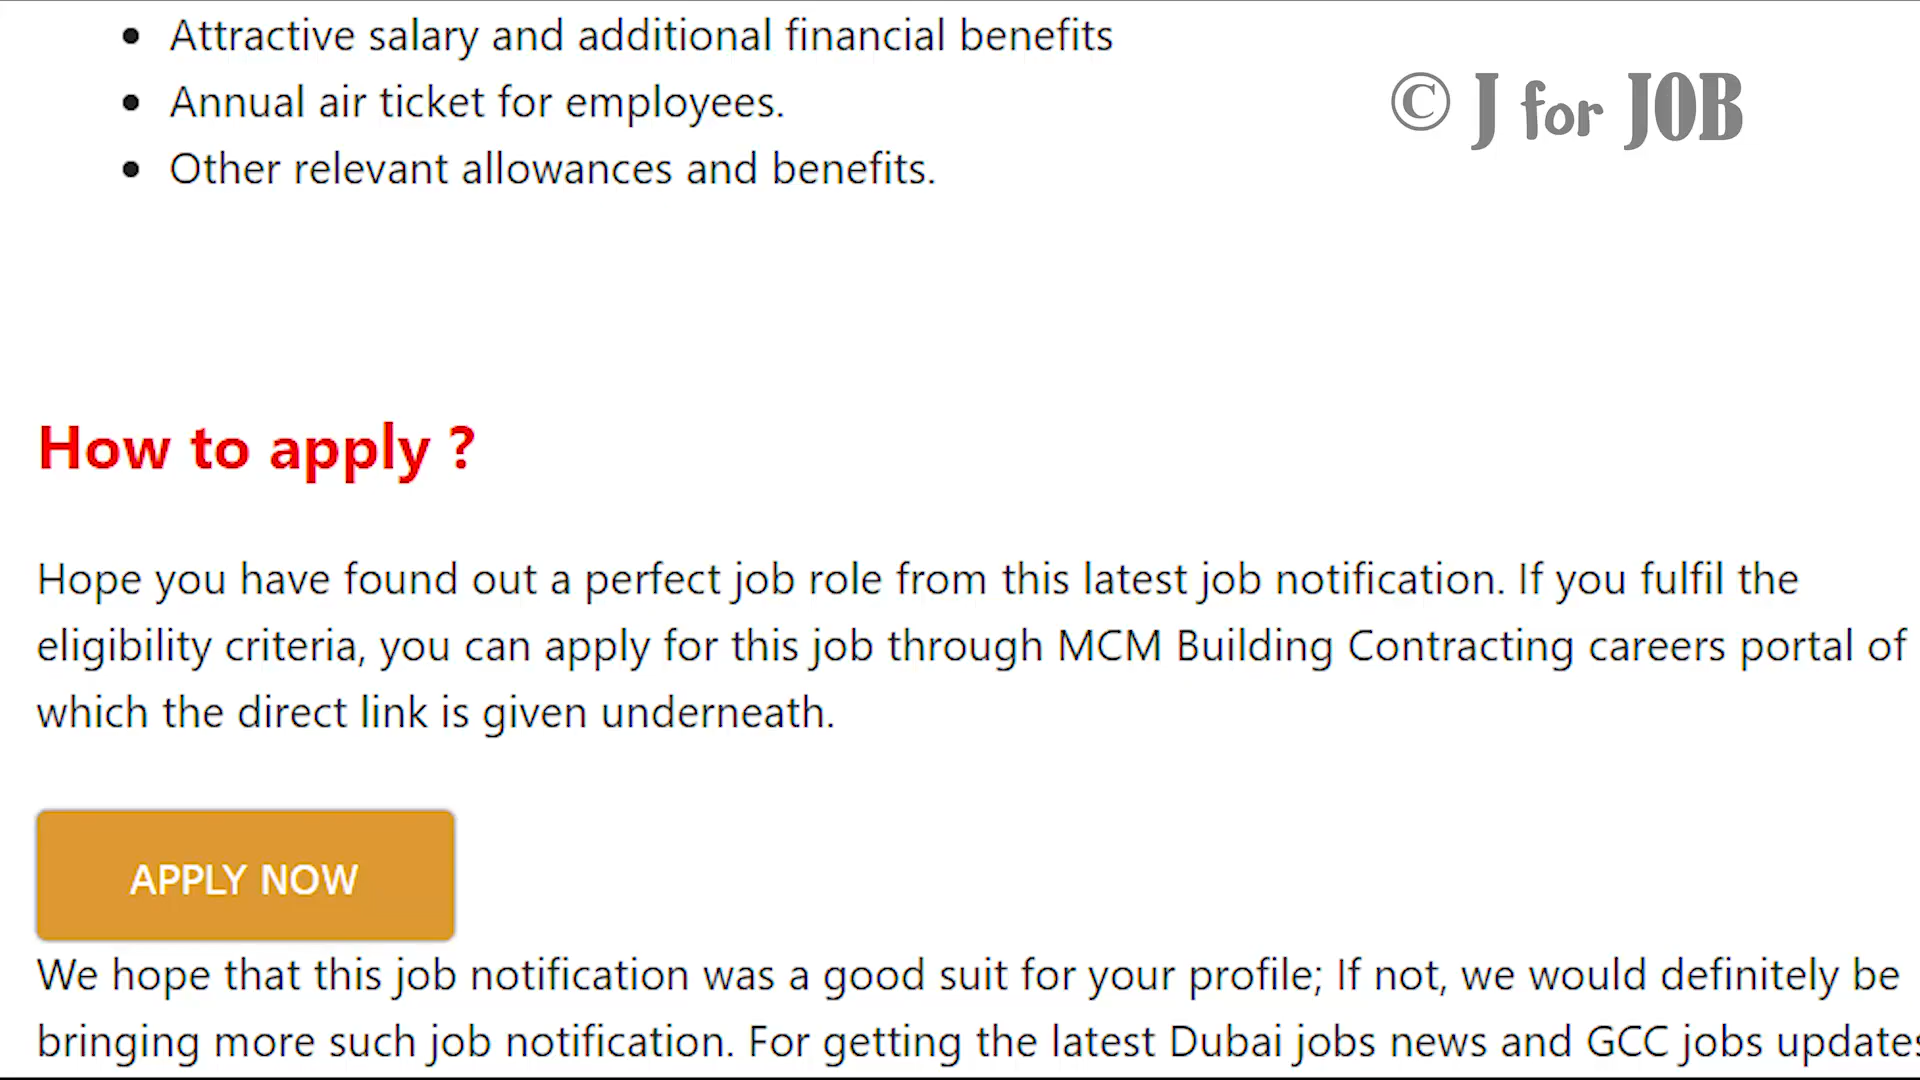 Attractive salary and additional financial benefits
Annual air ticket for employees.
© J for JOB
Other relevant allowances and benefits.
How to apply ?
Hope you have found out a perfect job role from this latest job notification. If you fulfil the
eligibility criteria, you can apply for this job through MCM Building Contracting careers portal of
which the direct link is given underneath.
APPLY NOW
We hope that this job notification was a good suit for your profile; If not, we would definitely be
bringing more such job notification. For getting the latest Dubai jobs news and GCC jobs updates